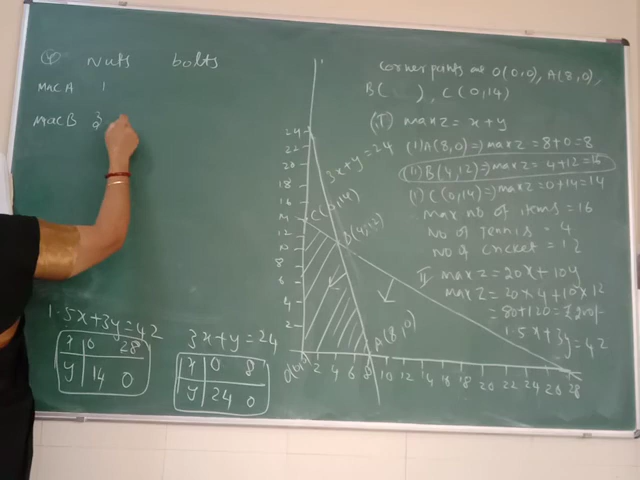 ④ Nuts bolts
MAC A 1
MAC B 3
1.5x+3y=42
x 0 28
y 14 0
3x+y=24
x 0 8
y 24 0
24
22
20
18
16
14
12
10
8
6
4
2
3x+y=24
C(0,14)
B(4,12)
A(8,0)
2 4 6 8 10 12 14 16 18 20 22 24 26 28
corner points are O(0,0), A(8,0),
B( ), C(0,14)
(I) max z = x+y
(i) A(8,0) => max z = 8+0=8
(ii) B(4,12) => max z = 4+12=16
(i) C(0,14) => max z = 0+14=14
max no of items = 16
no of tennis = 4
no of cricket = 12
II max z = 20x + 10y
max z = 20 x 4 + 10 x 12
= 80+120 = ₹200/-
1.5x+3y=42